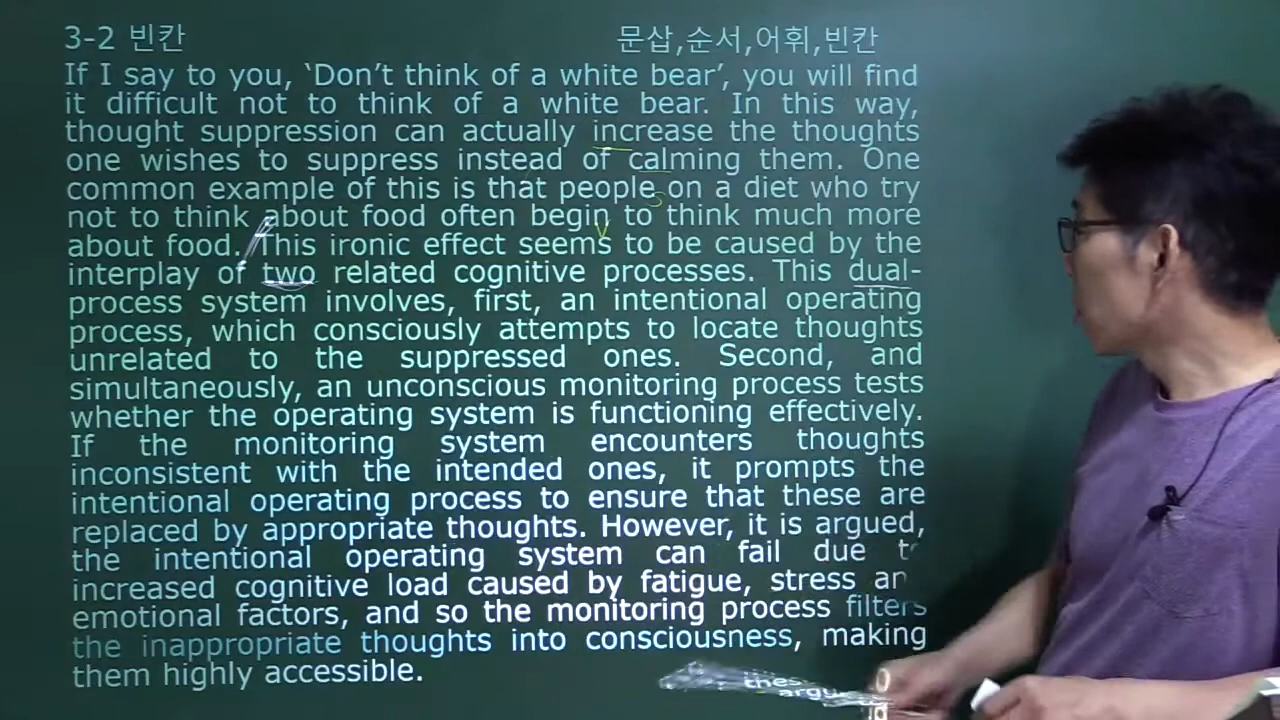 3-2 빈칸
문삽,순서,어휘,빈칸
If I say to you, ‘Don’t think of a white bear’, you will find
it difficult not to think of a white bear. In this way,
thought suppression can actually increase the thoughts
one wishes to suppress instead of calming them. One
common example of this is that people on a diet who try
not to think about food often begin to think much more
about food. This ironic effect seems to be caused by the
interplay of two related cognitive processes. This dual-
process system involves, first, an intentional operating
process, which consciously attempts to locate thoughts
unrelated to the suppressed ones. Second, and
simultaneously, an unconscious monitoring process tests
whether the operating system is functioning effectively.
If the monitoring system encounters thoughts
inconsistent with the intended ones, it prompts the
intentional operating process to ensure that these are
replaced by appropriate thoughts. However, it is argued,
the intentional operating system can fail due
increased cognitive load caused by fatigue, stress
emotional factors, and so the monitoring process filters
the inappropriate thoughts into consciousness, making
them highly accessible.